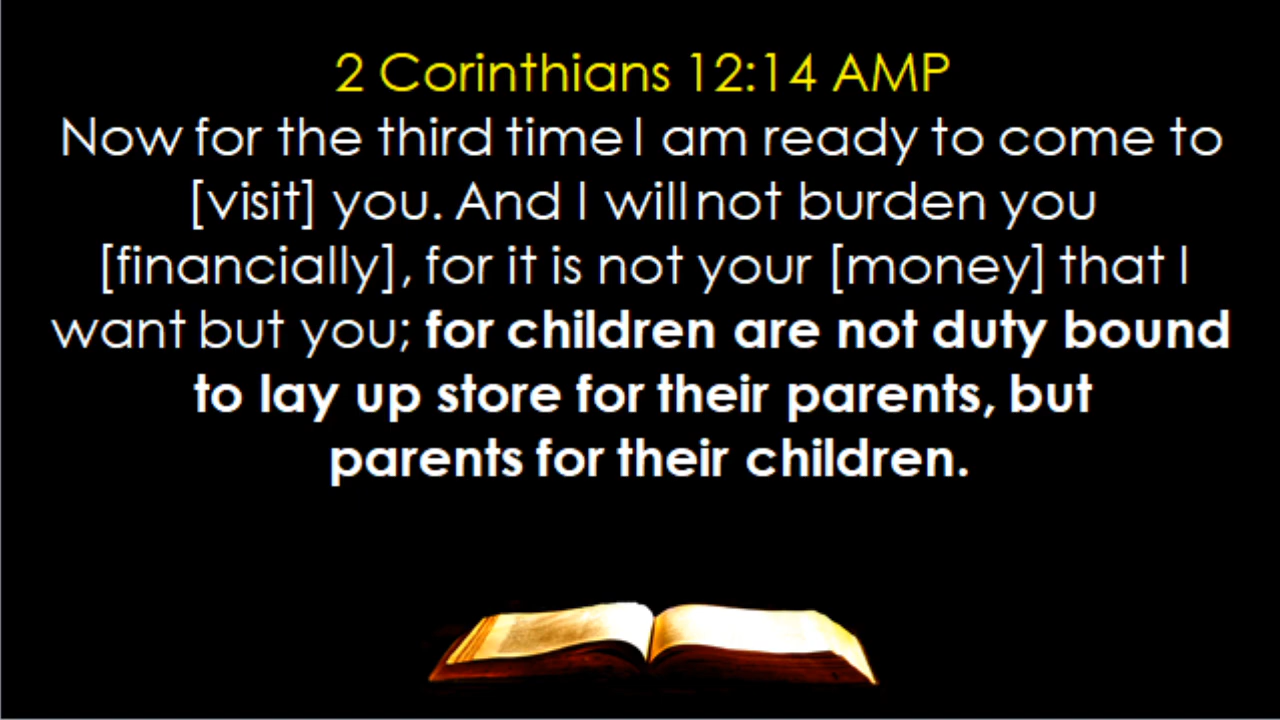 2 Corinthians 12:14 AMP
Now for the third time I am ready to come to
[visit] you. And I will not burden you
[financially], for it is not your [money] that I
want but you; for children are not duty bound
to lay up store for their parents, but
parents for their children.